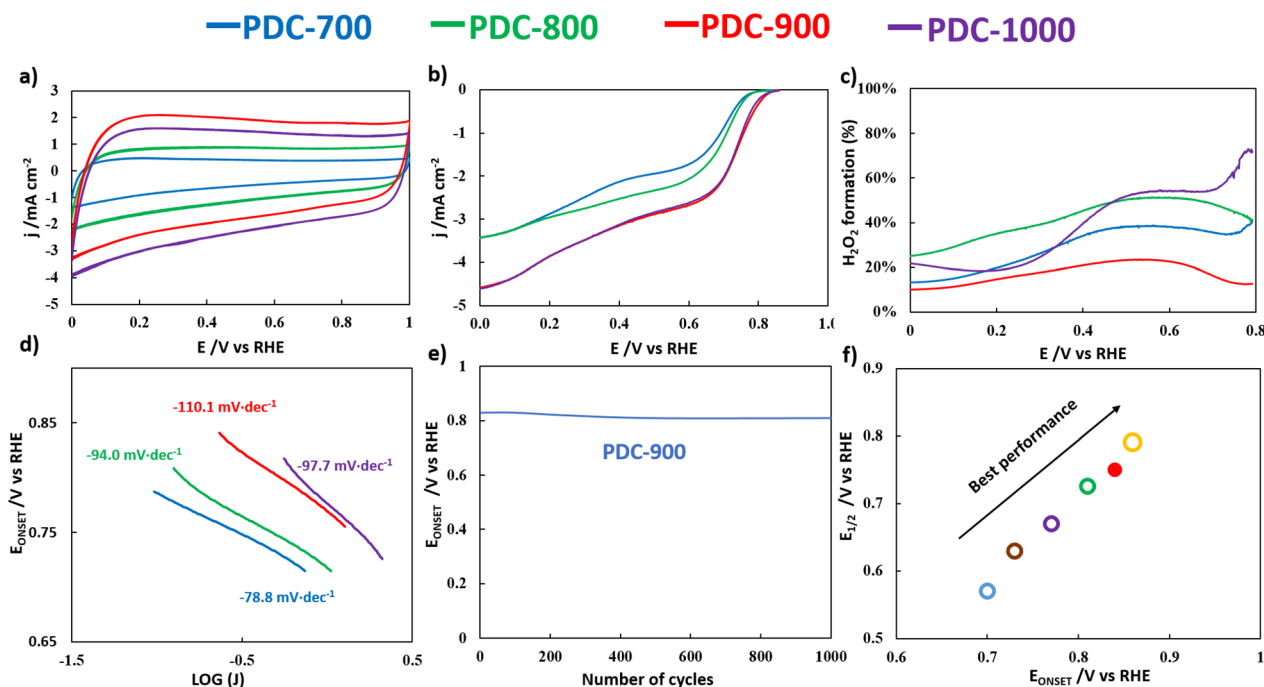 PDC-700 PDC-800 PDC-900 PDC-1000
a)
3
2
1
0
-1
-2
-3
-4
-5
j /mA cm⁻²
0 0.2 0.4 0.6 0.8 1
E /V vs RHE
b)
0
-1
-2
-3
-4
-5
j /mA cm⁻²
0.0 0.2 0.4 0.6 0.8 1.0
E /V vs RHE
c)
100%
80%
60%
40%
20%
0%
H₂O₂ formation (%)
0 0.2 0.4 0.6 0.8
E /V vs RHE
d)
0.85
0.75
0.65
E_ONSET /V vs RHE
-110.1 mV·dec⁻¹
-94.0 mV·dec⁻¹
-97.7 mV·dec⁻¹
-78.8 mV·dec⁻¹
-1.5 -0.5 0.5
LOG (J)
e)
1
0.8
0.6
0.4
0.2
0
E_ONSET /V vs RHE
PDC-900
0 200 400 600 800 1000
Number of cycles
f)
0.9
0.8
0.7
0.6
0.5
E_1/2 /V vs RHE
Best performance
0.6 0.7 0.8 0.9 1
E_ONSET /V vs RHE